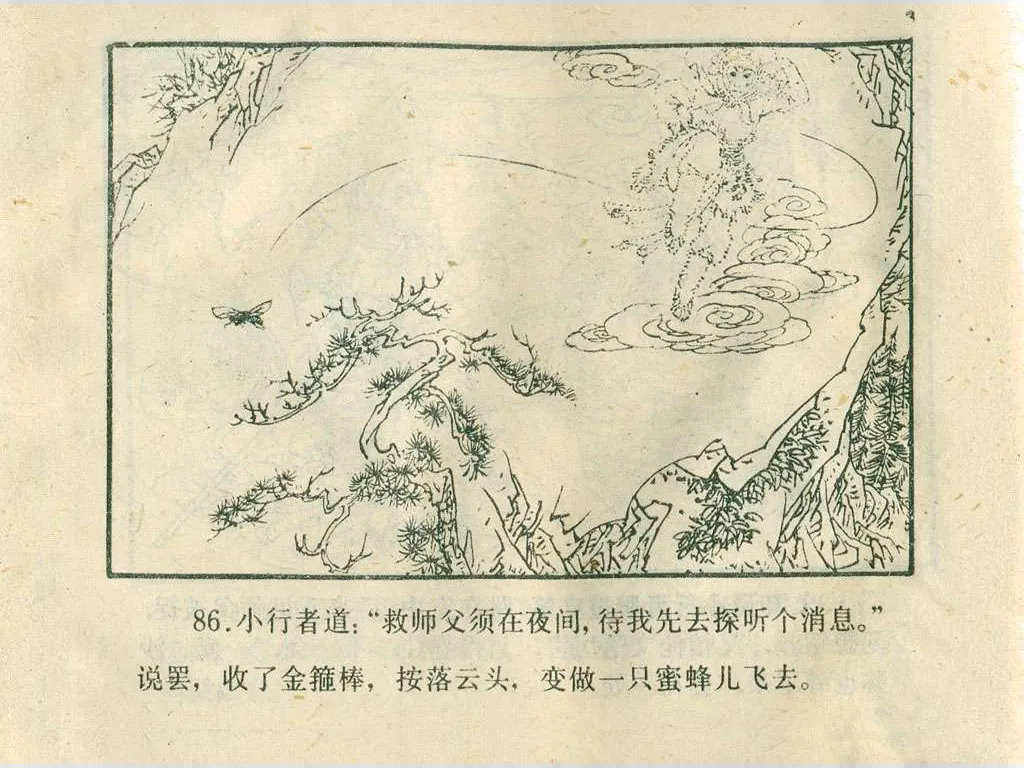 86.小行者道:“救师父须在夜间,待我先去探听个消息。”
说罢，收了金箍棒，按落云头，变做一只蜜蜂儿飞去。